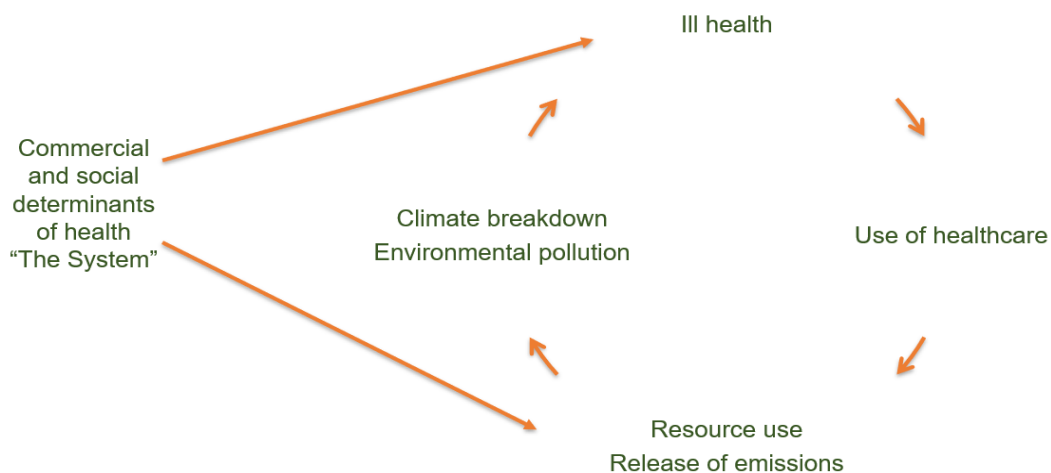 Ill health
Commercial
and social
determinants
of health
“The System”
Climate breakdown
Environmental pollution
Use of healthcare
Resource use
Release of emissions